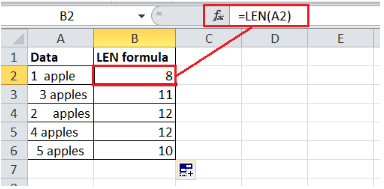 B2 fx =LEN(A2)
A B C D E
1 Data LEN formula
2 1  apple 8
3    3 apples 11
4 2     apples 12
5 4 apples 12
6   5 apples 10
7